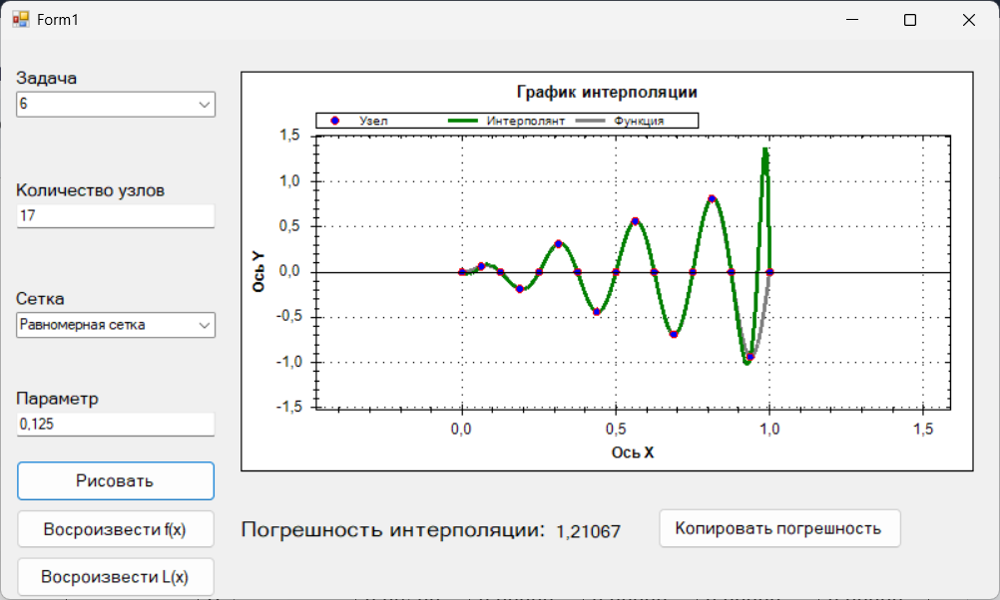 Form1
Задача
6
Количество узлов
17
Сетка
Равномерная сетка
Параметр
0,125
Рисовать
Восроизвести f(x)
Восроизвести L(x)
График интерполяции
Узел Интерполянт Функция
1,5
1,0
0,5
0,0
-0,5
-1,0
-1,5
Ось Y
0,0 0,5 1,0 1,5
Ось X
Погрешность интерполяции: 1,21067
Копировать погрешность